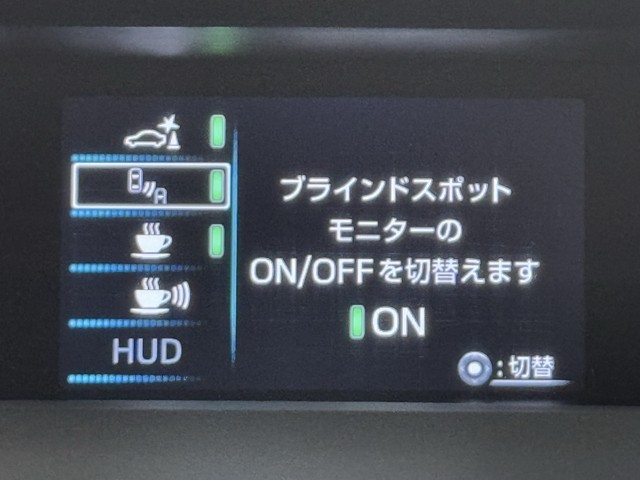 ブラインドスポット
モニターの
ON/OFFを切替えます
ON
HUD
:切替